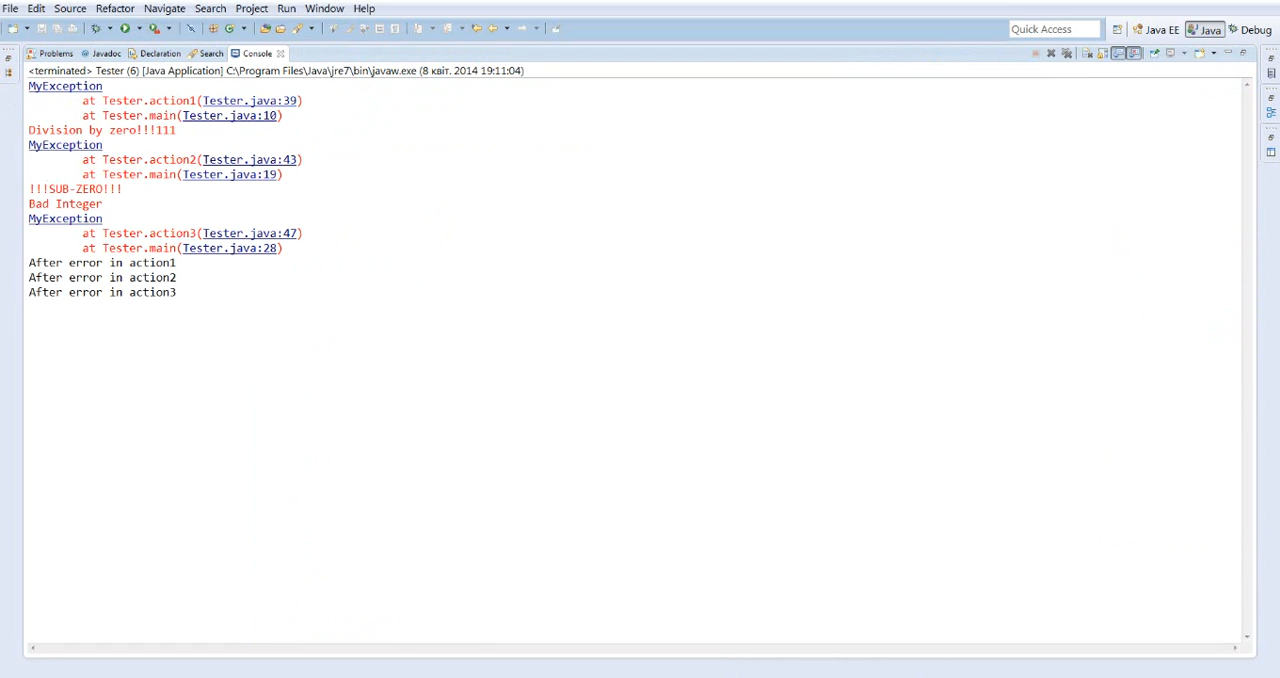 File Edit Source Refactor Navigate Search Project Run Window Help
Quick Access Java EE Java Debug
Problems Javadoc Declaration Search Console
<terminated> Tester (6) [Java Application] C:\Program Files\Java\jre7\bin\javaw.exe (8 квіт. 2014 19:11:04)
MyException
at Tester.action1(Tester.java:39)
at Tester.main(Tester.java:10)
Division by zero!!!111
MyException
at Tester.action2(Tester.java:43)
at Tester.main(Tester.java:19)
!!!SUB-ZERO!!!
Bad Integer
MyException
at Tester.action3(Tester.java:47)
at Tester.main(Tester.java:28)
After error in action1
After error in action2
After error in action3